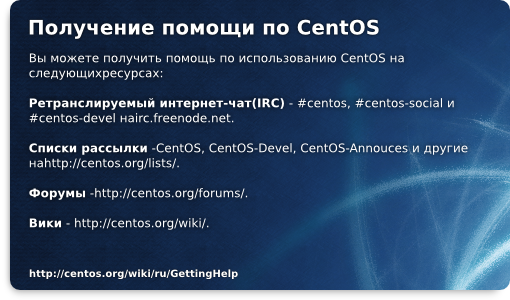 Получение помощи по CentOS
Вы можете получить помощь по использованию CentOS на
следующихресурсах:
Ретранслируемый интернет-чат(IRC) - #centos, #centos-social и
#centos-devel наirc.freenode.net.
Списки рассылки -CentOS, CentOS-Devel, CentOS-Annouces и другие
наhttp://centos.org/lists/.
Форумы -http://centos.org/forums/.
Вики - http://centos.org/wiki/.
http://centos.org/wiki/ru/GettingHelp